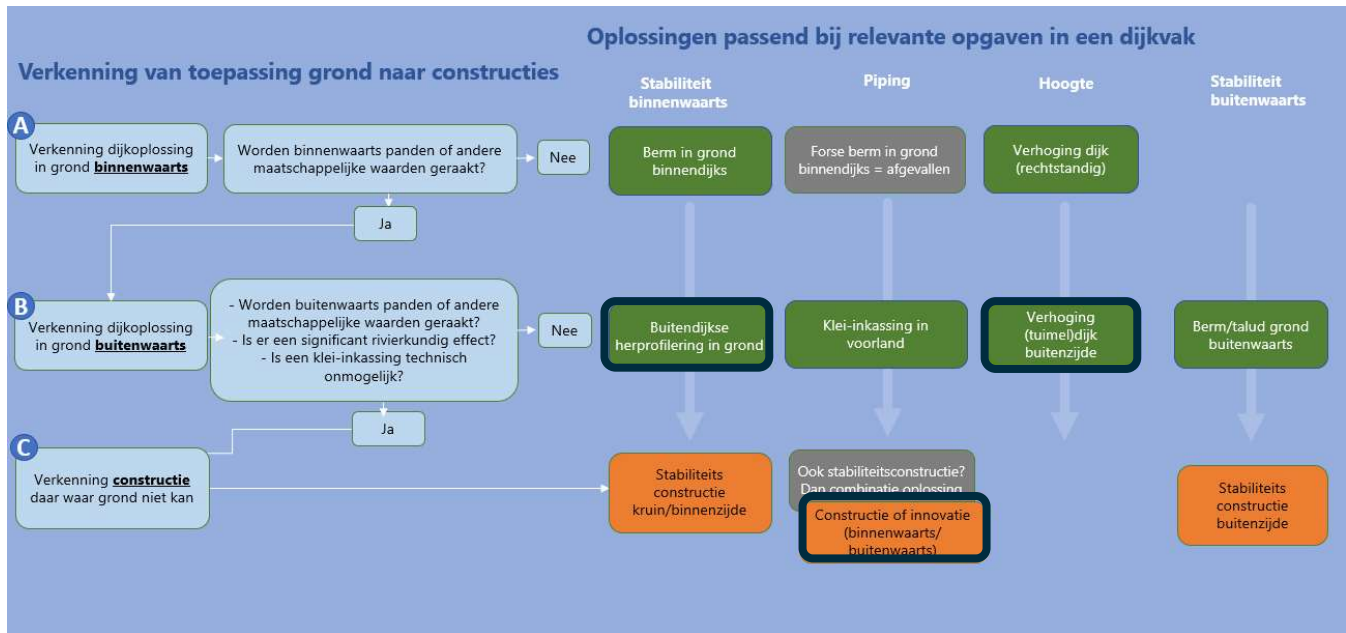 Oplossingen passend bij relevante opgaven in een dijkvak
Verkenning van toepassing grond naar constructies
Stabiliteit
binnenwaarts
Piping
Hoogte
Stabiliteit
buitenwaarts
A
Verkenning dijkoplossing
in grond binnenwaarts
Worden binnenwaarts panden of andere
maatschappelijke waarden geraakt?
Nee
Ja
Berm in grond
binnendijks
Forse berm in grond
binnendijks = afgevallen
Verhoging dijk
(rechtstandig)
B
Verkenning dijkoplossing
in grond buitenwaarts
- Worden buitenwaarts panden of andere
maatschappelijke waarden geraakt?
- Is er een significant rivierkundig effect?
- Is een klei-inkassing technisch
onmogelijk?
Nee
Ja
Buitendijkse
herprofilering in grond
Klei-inkassing in
voorland
Verhoging
(tuimel)dijk
buitenzijde
Berm/talud grond
buitenwaarts
C
Verkenning constructie
daar waar grond niet kan
Stabiliteits
constructie
kruin/binnenzijde
Ook stabiliteitsconstructie?
Dan combinatie oplossing
Constructie of innovatie
(binnenwaarts/
buitenwaarts)
Stabiliteits
constructie
buitenzijde